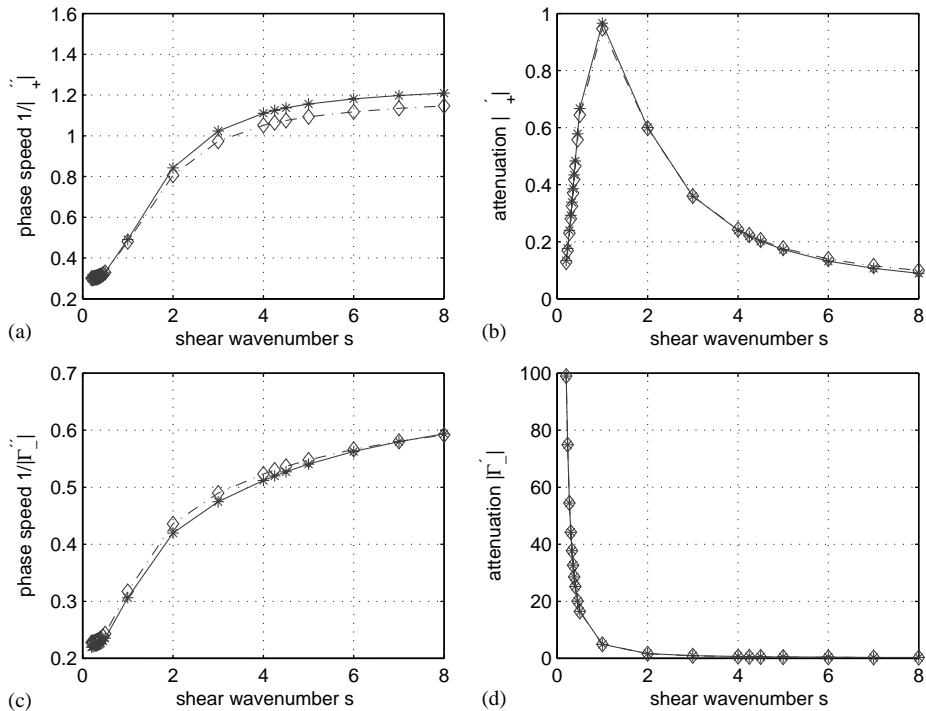 1.6
1.4
1.2
1
0.8
0.6
0.4
0.2
0 2 4 6 8
phase speed 1/| ´´+|
shear wavenumber s
(a)
1
0.8
0.6
0.4
0.2
0
0 2 4 6 8
attenuation | ´+|
shear wavenumber s
(b)
0.7
0.6
0.5
0.4
0.3
0.2
0 2 4 6 8
phase speed 1/|Γ´´−|
shear wavenumber s
(c)
100
80
60
40
20
0
0 2 4 6 8
attenuation |Γ´−|
shear wavenumber s
(d)